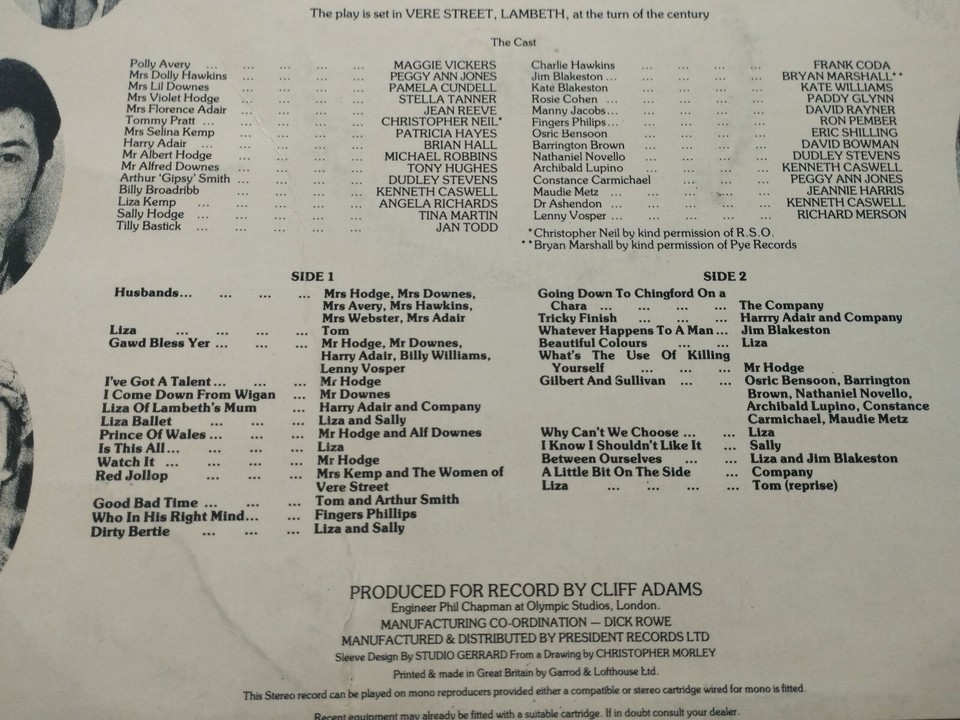 The play is set in VERE STREET, LAMBETH, at the turn of the century
The Cast
Polly Avery ... ... ... ... MAGGIE VICKERS
Mrs Dolly Hawkins ... ... ... PEGGY ANN JONES
Mrs Lil Downes ... ... ... ... PAMELA CUNDELL
Mrs Violet Hodge ... ... ... STELLA TANNER
Mrs Florence Adair ... ... ... JEAN REEVE
Tommy Pratt ... ... ... ... CHRISTOPHER NEIL*
Mrs Selina Kemp ... ... ... PATRICIA HAYES
Harry Adair ... ... ... ... BRIAN HALL
Mr Albert Hodge ... ... ... MICHAEL ROBBINS
Mr Alfred Downes ... ... ... TONY HUGHES
Arthur 'Gipsy' Smith ... ... ... DUDLEY STEVENS
Billy Broadribb ... ... ... KENNETH CASWELL
Liza Kemp ... ... ... ... ANGELA RICHARDS
Sally Hodge ... ... ... ... TINA MARTIN
Tilly Bastick ... ... ... ... JAN TODD
Charlie Hawkins ... ... ... FRANK CODA
Jim Blakeston ... ... ... ... BRYAN MARSHALL**
Kate Blakeston ... ... ... KATE WILLIAMS
Rosie Cohen ... ... ... ... PADDY GLYNN
Manny Jacobs... ... ... ... DAVID RAYNER
Fingers Philips... ... ... ... RON PEMBER
Osric Bensoon ... ... ... ERIC SHILLING
Barrington Brown ... ... ... DAVID BOWMAN
Nathaniel Novello ... ... ... DUDLEY STEVENS
Archibald Lupino ... ... ... KENNETH CASWELL
Constance Carmichael ... ... ... PEGGY ANN JONES
Maudie Metz ... ... ... JEANNIE HARRIS
Dr Ashendon ... ... ... ... KENNETH CASWELL
Lenny Vosper ... ... ... ... RICHARD MERSON
*Christopher Neil by kind permission of R.S.O.
**Bryan Marshall by kind permission of Pye Records
SIDE 1
Husbands... ... ... ... Mrs Hodge, Mrs Downes,
Mrs Avery, Mrs Hawkins,
Mrs Webster, Mrs Adair
Liza ... ... ... ... Tom
Gawd Bless Yer ... ... ... Mr Hodge, Mr Downes,
Harry Adair, Billy Williams,
Lenny Vosper
I've Got A Talent... ... ... Mr Hodge
I Come Down From Wigan ... Mr Downes
Liza Of Lambeth's Mum ... Harry Adair and Company
Liza Ballet ... ... ... Liza and Sally
Prince Of Wales ... ... ... Mr Hodge and Alf Downes
Is This All... ... ... ... Liza
Watch It ... ... ... ... Mr Hodge
Red Jollop ... ... ... Mrs Kemp and The Women of
Vere Street
Good Bad Time ... ... ... Tom and Arthur Smith
Who In His Right Mind... ... Fingers Phillips
Dirty Bertie ... ... ... Liza and Sally
SIDE 2
Going Down To Chingford On a
Chara ... ... ... ... The Company
Tricky Finish ... ... ... Harrry Adair and Company
Whatever Happens To A Man... Jim Blakeston
Beautiful Colours ... ... Liza
What's The Use Of Killing
Yourself ... ... ... Mr Hodge
Gilbert And Sullivan ... ... Osric Bensoon, Barrington
Brown, Nathaniel Novello,
Archibald Lupino, Constance
Carmichael, Maudie Metz
Why Can't We Choose ... ... Liza
I Know I Shouldn't Like It ... Sally
Between Ourselves ... ... Liza and Jim Blakeston
A Little Bit On The Side ... Company
Liza ... ... ... ... Tom (reprise)
PRODUCED FOR RECORD BY CLIFF ADAMS
Engineer Phil Chapman at Olympic Studios, London.
MANUFACTURING CO-ORDINATION — DICK ROWE
MANUFACTURED & DISTRIBUTED BY PRESIDENT RECORDS LTD
Sleeve Design By STUDIO GERRARD From a Drawing by CHRISTOPHER MORLEY
Printed & made in Great Britain by Garrod & Lofthouse Ltd.
This Stereo record can be played on mono reproducers provided either a compatible or stereo cartridge wired for mono is fitted.
Recent equipment may already be fitted with a suitable cartridge. If in doubt consult your dealer.